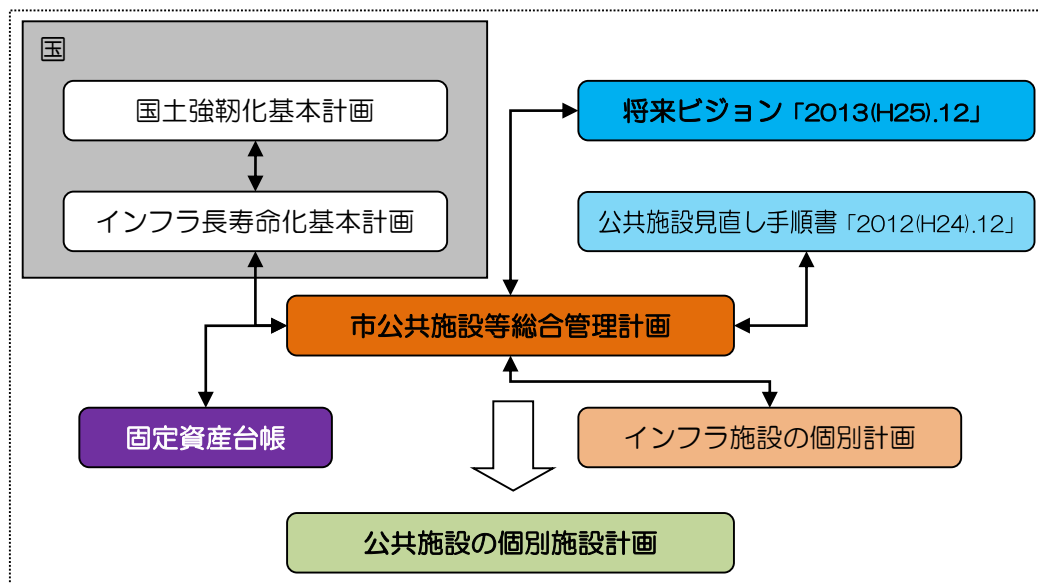 国
国土強靭化基本計画
将来ビジョン「2013(H25).12」
インフラ長寿命化基本計画
公共施設見直し手順書「2012(H24).12」
市公共施設等総合管理計画
固定資産台帳
インフラ施設の個別計画
公共施設の個別施設計画